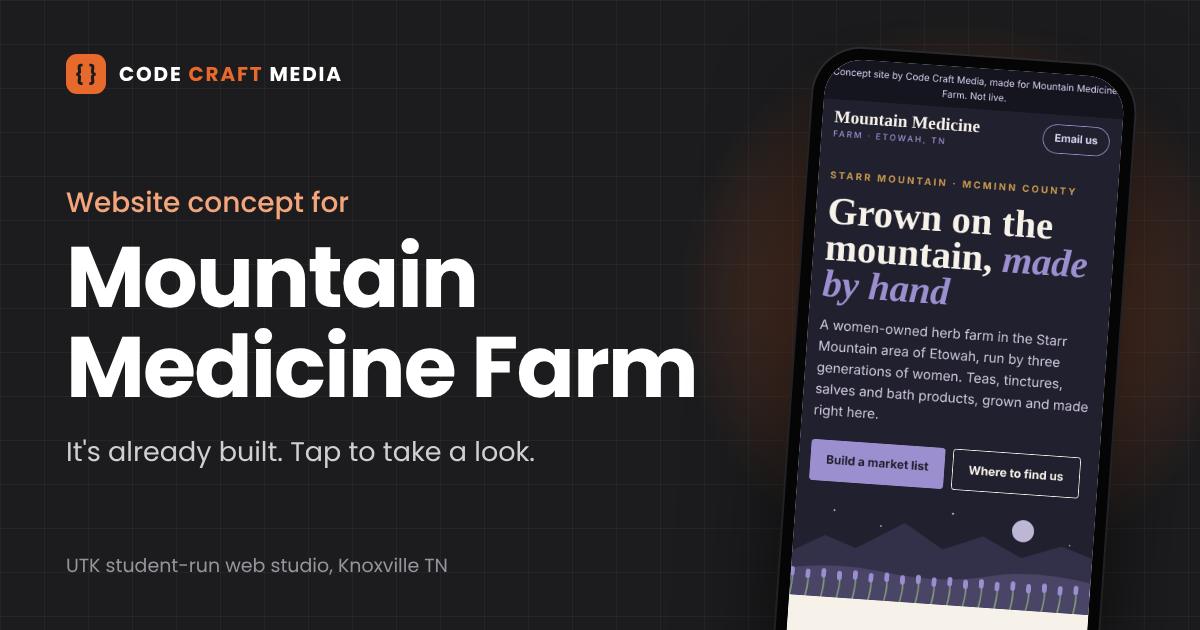 { } CODE CRAFT MEDIA
Website concept for
Mountain
Medicine Farm
It's already built. Tap to take a look.
UTK student-run web studio, Knoxville TN
Concept site by Code Craft Media, made for Mountain Medicine
Farm. Not live.
Mountain Medicine
FARM · ETOWAH, TN
Email us
STARR MOUNTAIN · MCMINN COUNTY
Grown on the
mountain, made
by hand
A women-owned herb farm in the Starr
Mountain area of Etowah, run by three
generations of women. Teas, tinctures,
salves and bath products, grown and made
right here.
Build a market list
Where to find us